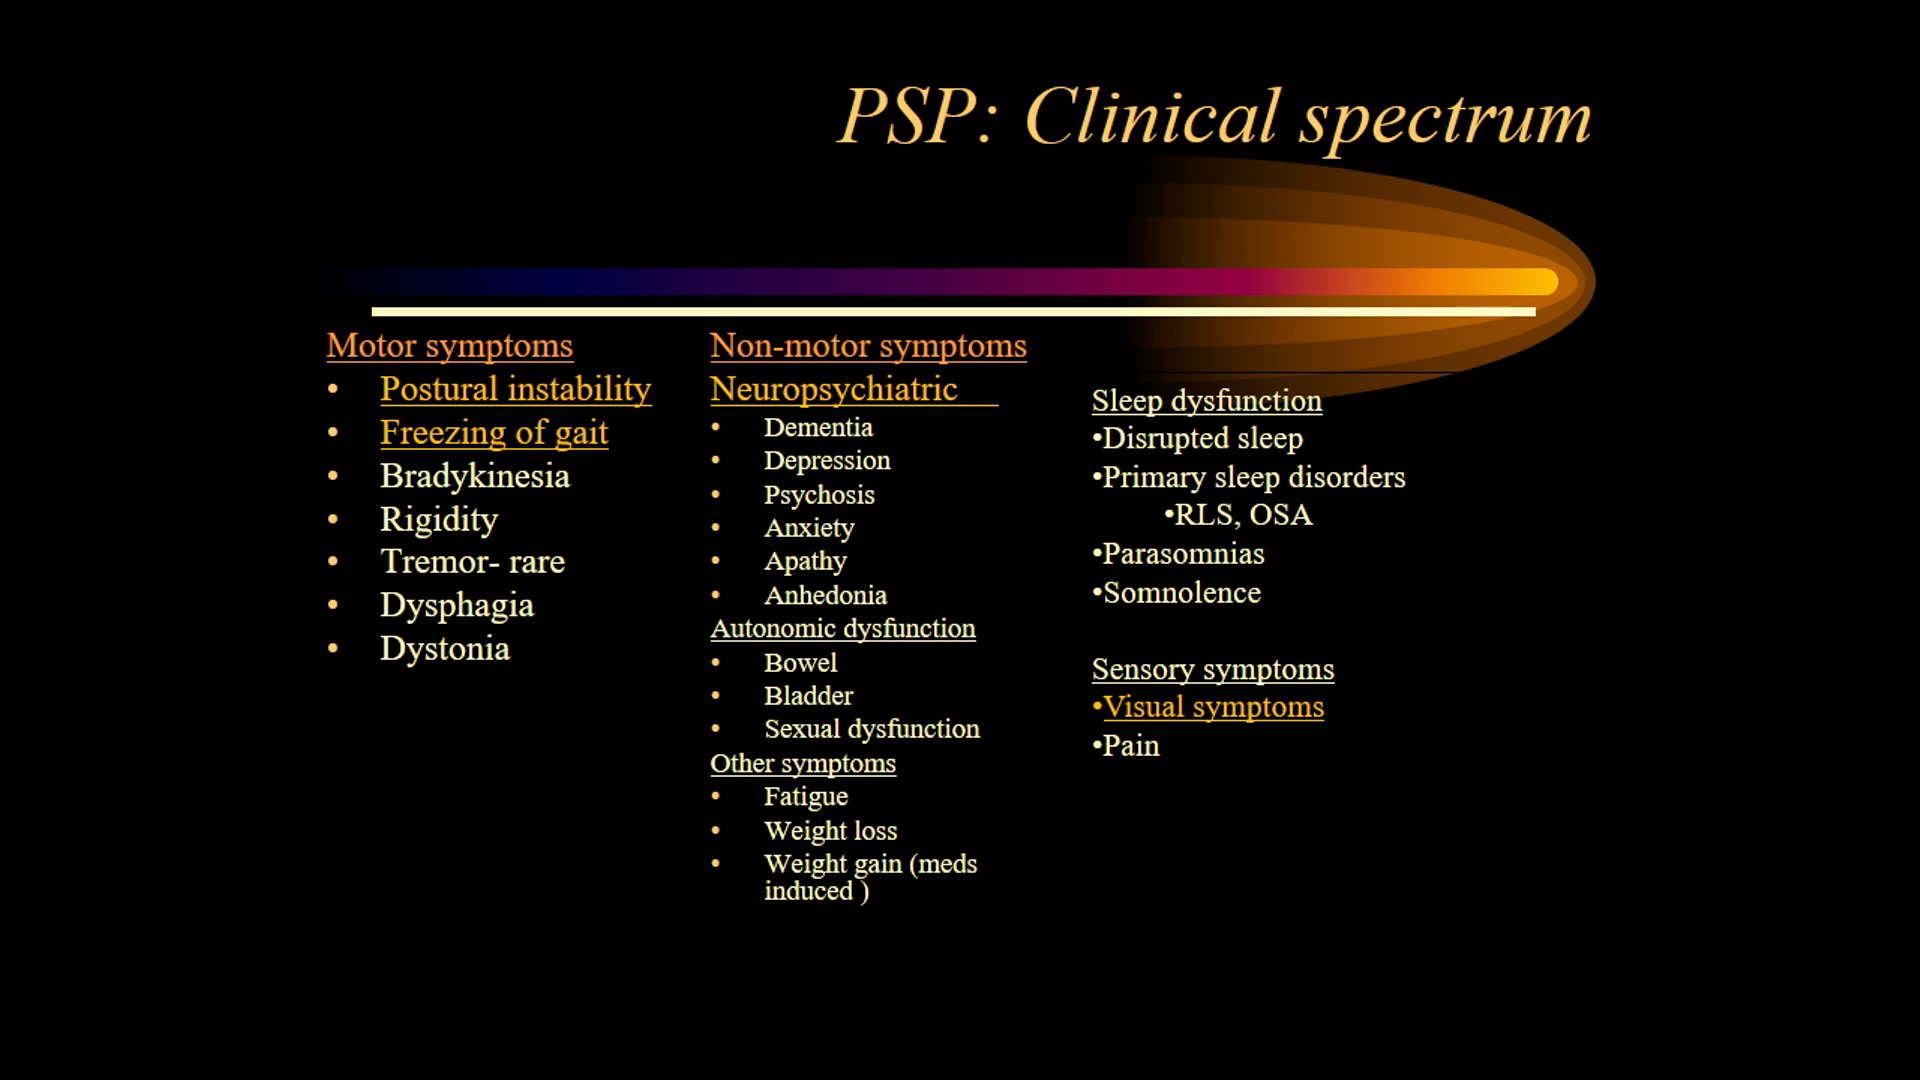 PSP: Clinical spectrum
Motor symptoms
• Postural instability
• Freezing of gait
• Bradykinesia
• Rigidity
• Tremor- rare
• Dysphagia
• Dystonia
Non-motor symptoms
Neuropsychiatric
• Dementia
• Depression
• Psychosis
• Anxiety
• Apathy
• Anhedonia
Autonomic dysfunction
• Bowel
• Bladder
• Sexual dysfunction
Other symptoms
• Fatigue
• Weight loss
• Weight gain (meds
induced )
Sleep dysfunction
•Disrupted sleep
•Primary sleep disorders
•RLS, OSA
•Parasomnias
•Somnolence
Sensory symptoms
•Visual symptoms
•Pain